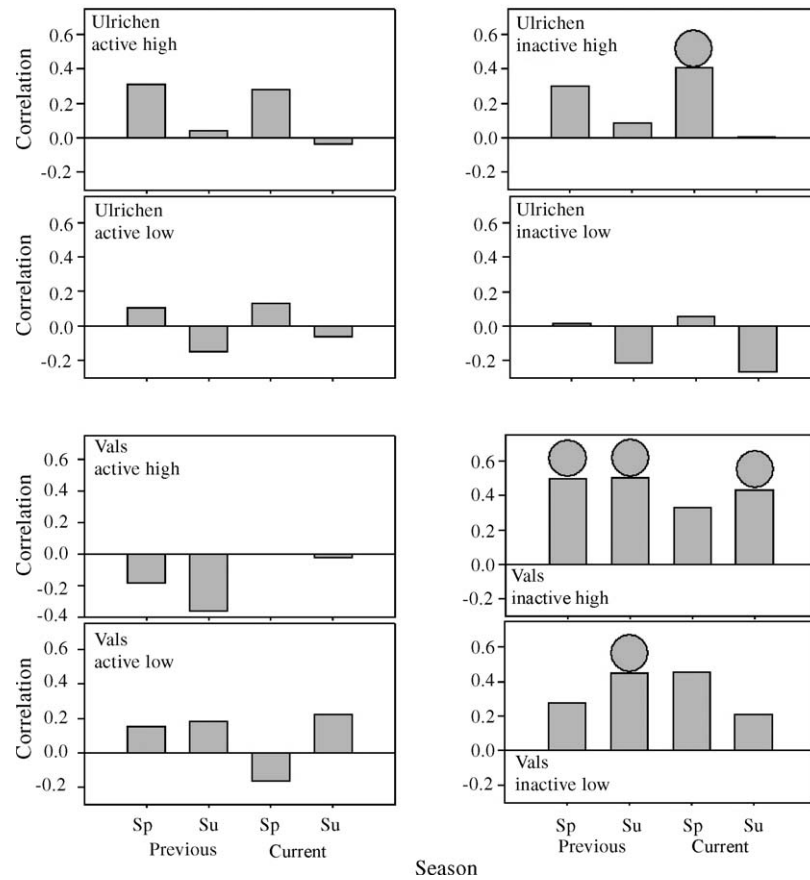 Ulrichen
active high
Correlation
0.6
0.4
0.2
0.0
-0.2
Ulrichen
inactive high
0.6
0.4
0.2
0.0
-0.2
Ulrichen
active low
Correlation
0.6
0.4
0.2
0.0
-0.2
Ulrichen
inactive low
0.6
0.4
0.2
0.0
-0.2
Vals
active high
0.6
0.4
0.2
0.0
-0.2
-0.4
0.6
0.4
0.2
0.0
-0.2
Vals
inactive high
Vals
active low
Correlation
0.6
0.4
0.2
0.0
-0.2
0.6
0.4
0.2
0.0
-0.2
Vals
inactive low
Sp Su Sp Su
Previous Current
Sp Su Sp Su
Previous Current
Season